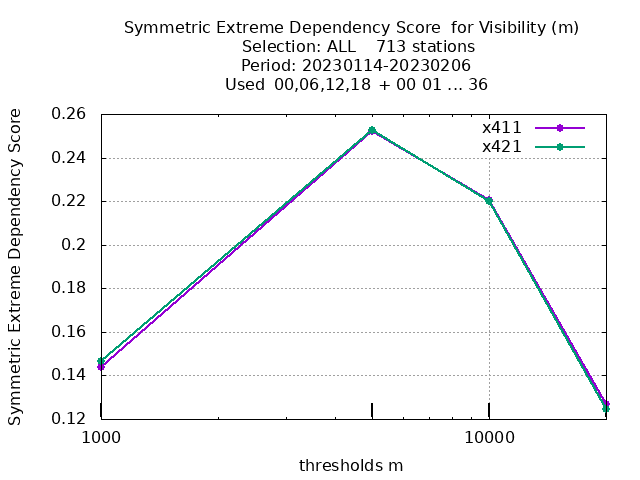 Symmetric Extreme Dependency Score  for Visibility (m)
Selection: ALL    713 stations
Period: 20230114-20230206
Used  00,06,12,18 + 00 01 ... 36
Symmetric Extreme Dependency Score
0.26
0.24
0.22
0.2
0.18
0.16
0.14
0.12
x411
x421
1000
10000
thresholds m